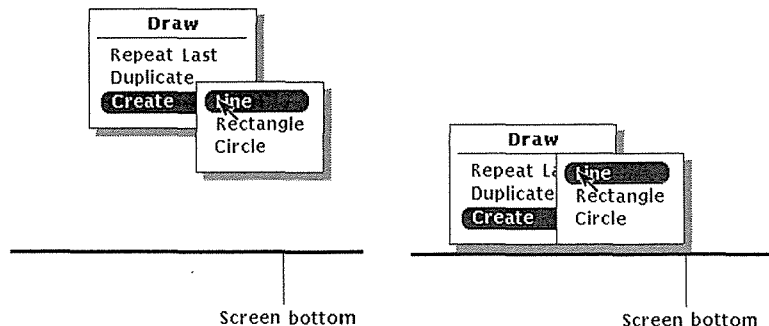 Draw
Repeat Last
Duplicate
Create
Line
Rectangle
Circle
Screen bottom
Draw
Repeat La
Duplicate
Create
Line
Rectangle
Circle
Screen bottom